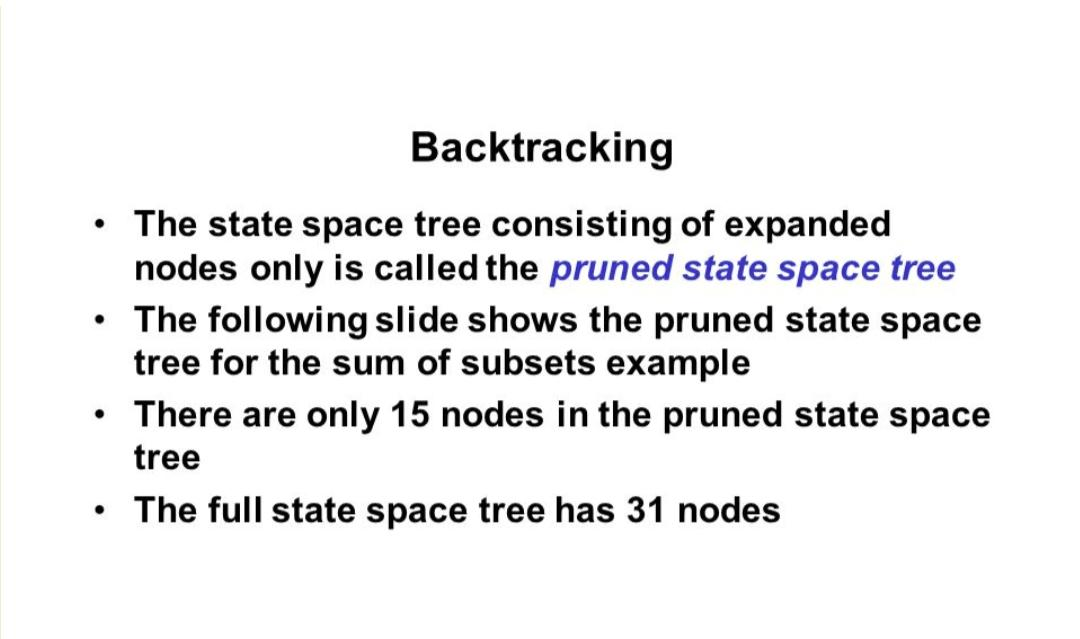 Backtracking
• The state space tree consisting of expanded
nodes only is called the pruned state space tree
• The following slide shows the pruned state space
tree for the sum of subsets example
• There are only 15 nodes in the pruned state space
tree
• The full state space tree has 31 nodes